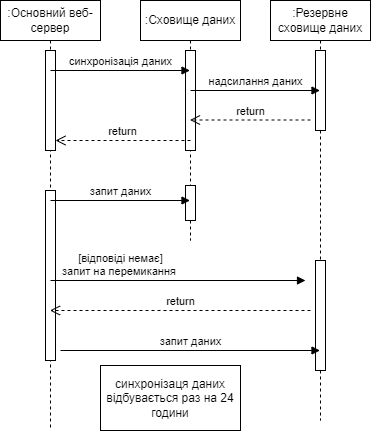 :Основний веб-
сервер
:Сховище даних
:Резервне
сховище даних
синхронізація даних
надсилання даних
return
return
запит даних
[відповіді немає]
запит на перемикання
return
запит даних
синхронізаця даних
відбувається раз на 24
години